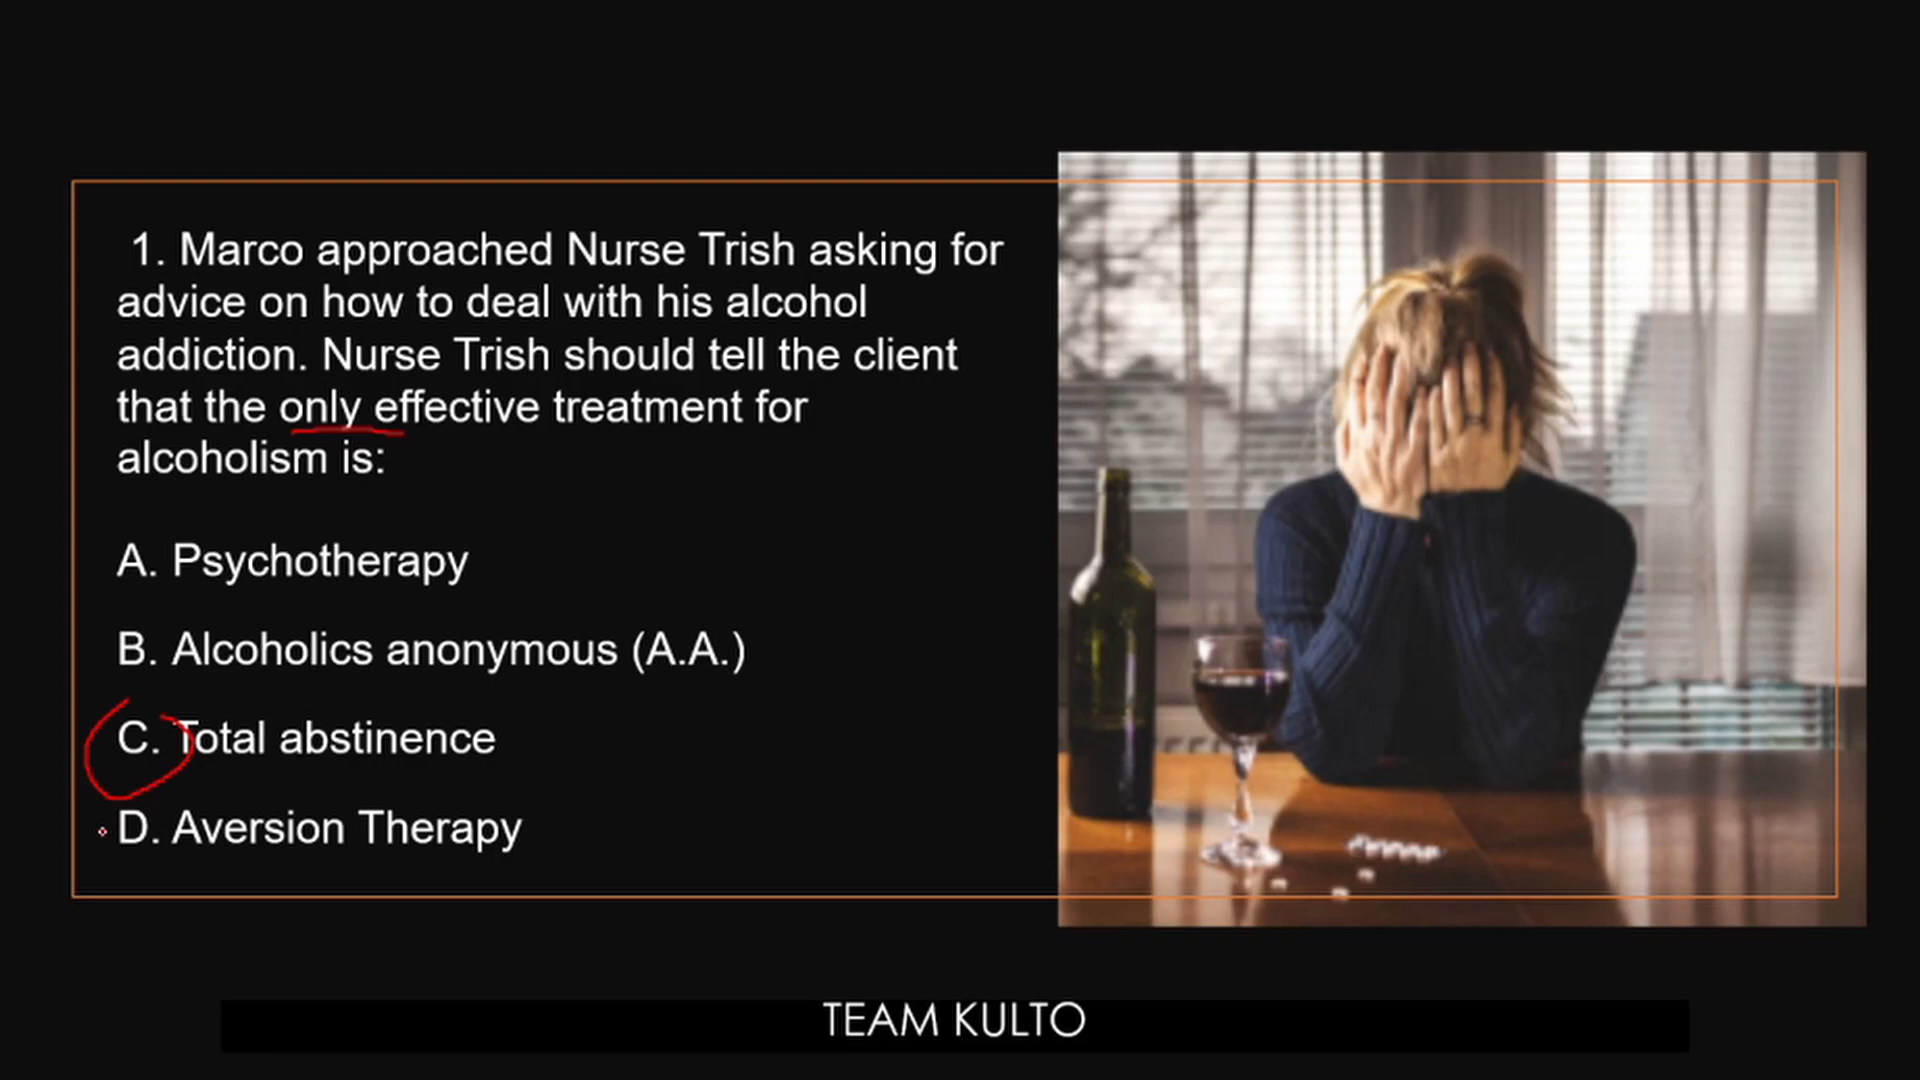 1. Marco approached Nurse Trish asking for
advice on how to deal with his alcohol
addiction. Nurse Trish should tell the client
that the only effective treatment for
alcoholism is:
A. Psychotherapy
B. Alcoholics anonymous (A.A.)
C. Total abstinence
D. Aversion Therapy
TEAM KULTO